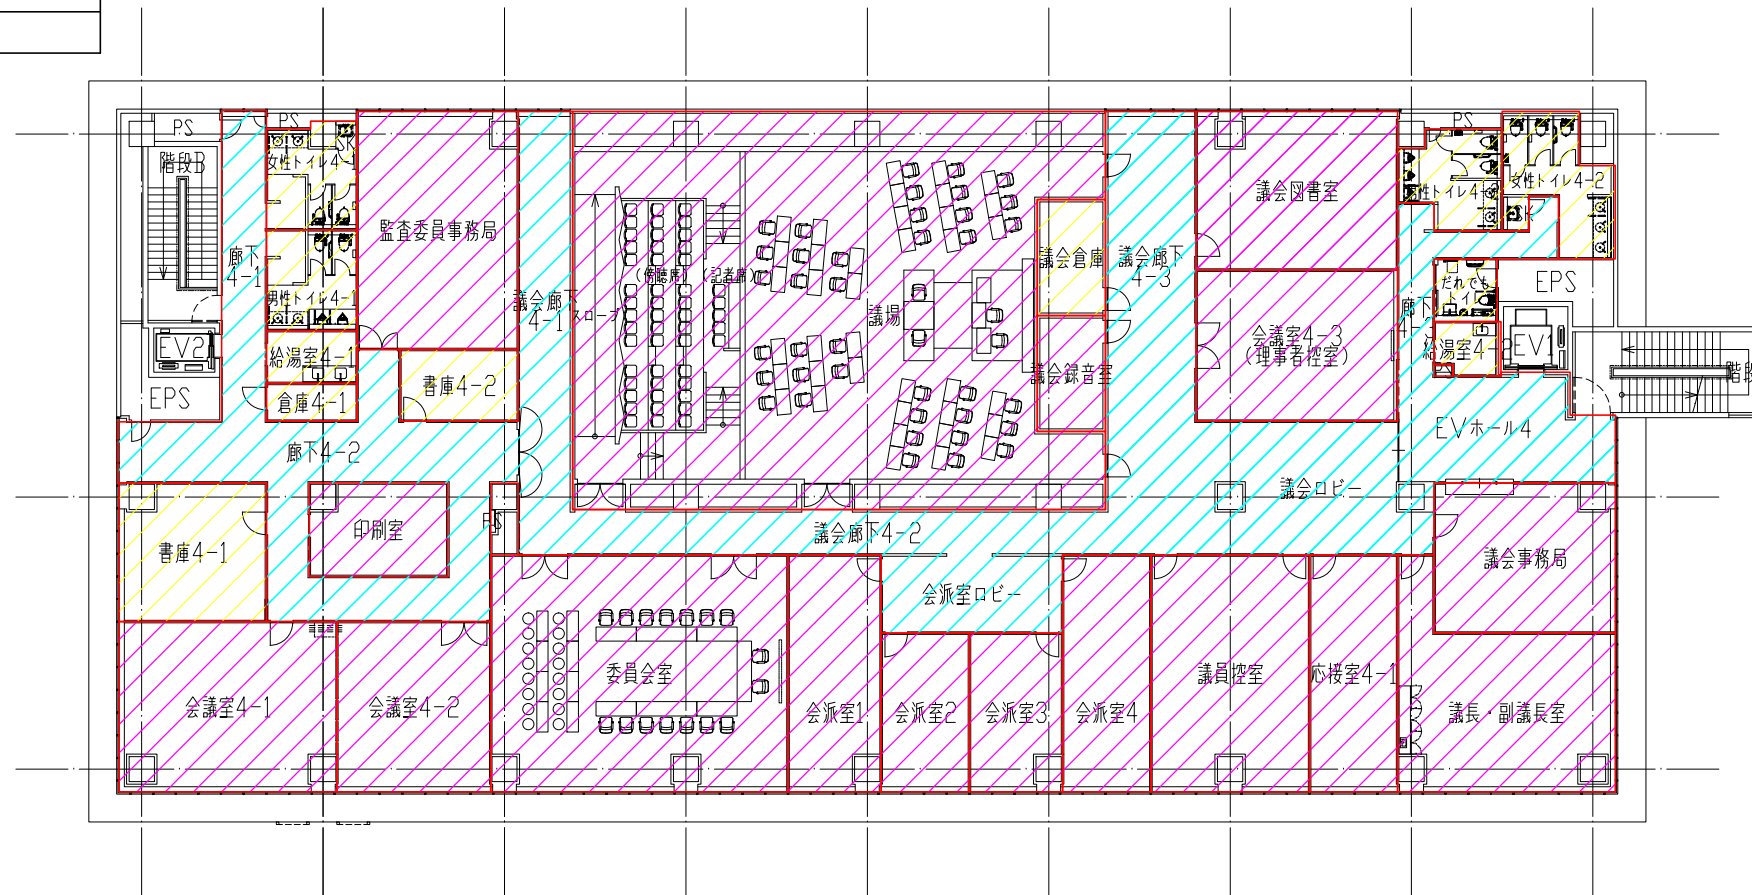 PS
PS
PS
階段B
女性トイレ4-1
SK
監査委員事務局
廊下
4-1
男性トイレ4-1
給湯室4-1
倉庫4-1
EV2
EPS
書庫4-2
廊下4-2
議会廊下
4-1
スロープ
(傍聴席)
(記者席)
議場
議会倉庫
議会録音室
議会廊下
4-3
議会図書室
会議室4-3
(理事者控室)
女性トイレ4-2
だれでも
トイレ
EPS
廊下
給湯室4-2
EV1
階段
EVホール4
議会ロビー
議会廊下4-2
書庫4-1
印刷室
PS
議会事務局
会派室ロビー
会議室4-1
会議室4-2
委員会室
会派室1
会派室2
会派室3
会派室4
議員控室
応接室4-1
議長・副議長室